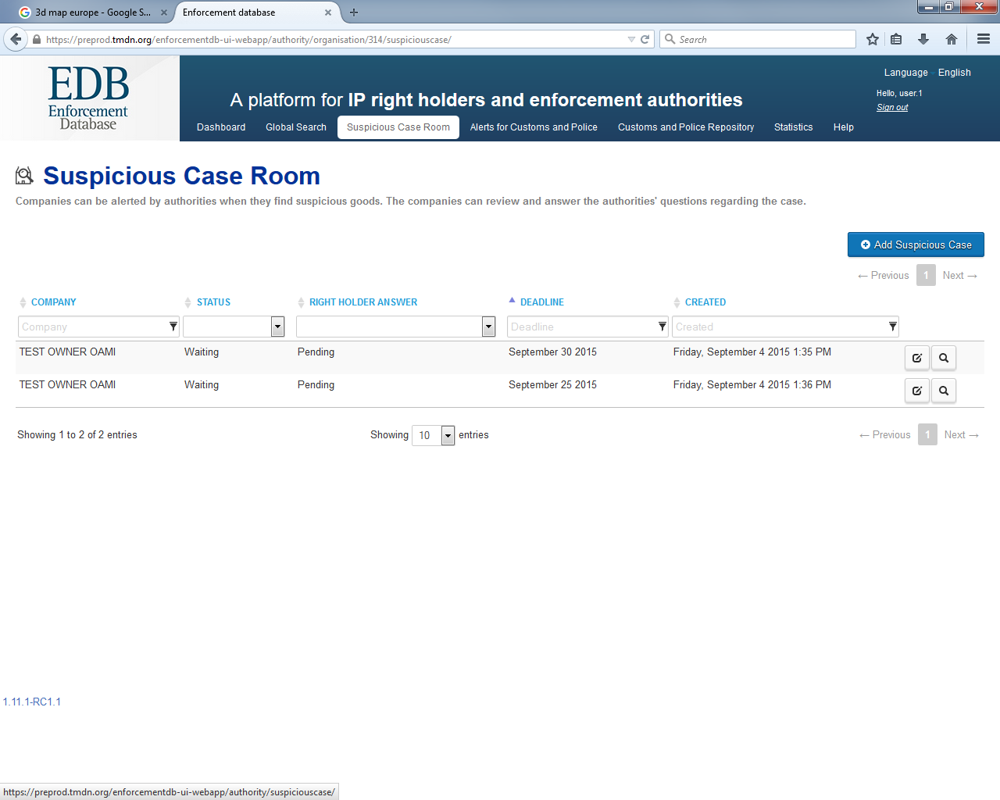 3d map europe - Google S...
Enforcement database
https://preprod.tmdn.org/enforcementdb-ui-webapp/authority/organisation/314/suspiciouscase/
Search
EDB
Enforcement
Database
A platform for IP right holders and enforcement authorities
Language
English
Hello, user.1
Sign out
Dashboard
Global Search
Suspicious Case Room
Alerts for Customs and Police
Customs and Police Repository
Statistics
Help
Suspicious Case Room
Companies can be alerted by authorities when they find suspicious goods. The companies can review and answer the authorities' questions regarding the case.
Add Suspicious Case
← Previous 1 Next →
COMPANY STATUS RIGHT HOLDER ANSWER DEADLINE CREATED
Company Deadline Created
TEST OWNER OAMI Waiting Pending September 30 2015 Friday, September 4 2015 1:35 PM
TEST OWNER OAMI Waiting Pending September 25 2015 Friday, September 4 2015 1:36 PM
Showing 1 to 2 of 2 entries Showing 10 entries ← Previous 1 Next →
1.11.1-RC1.1
https://preprod.tmdn.org/enforcementdb-ui-webapp/authority/suspiciouscase/